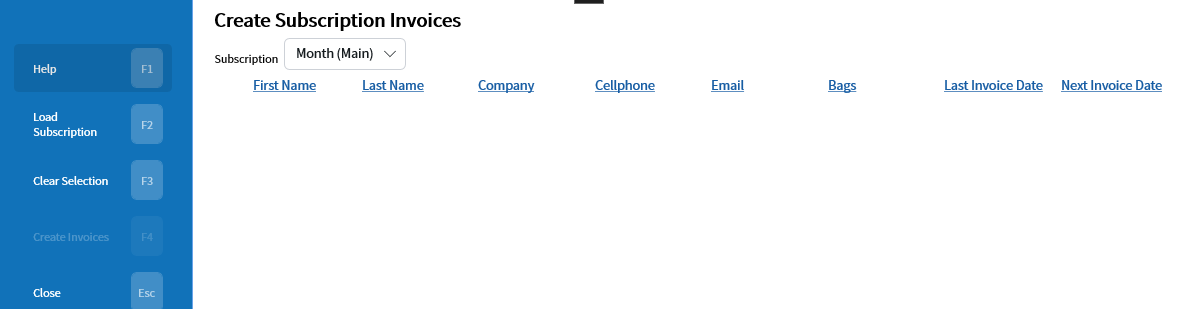 Create Subscription Invoices
Subscription Month (Main)
First Name Last Name Company Cellphone Email Bags Last Invoice Date Next Invoice Date
Help F1
Load
Subscription F2
Clear Selection F3
Create Invoices F4
Close Esc